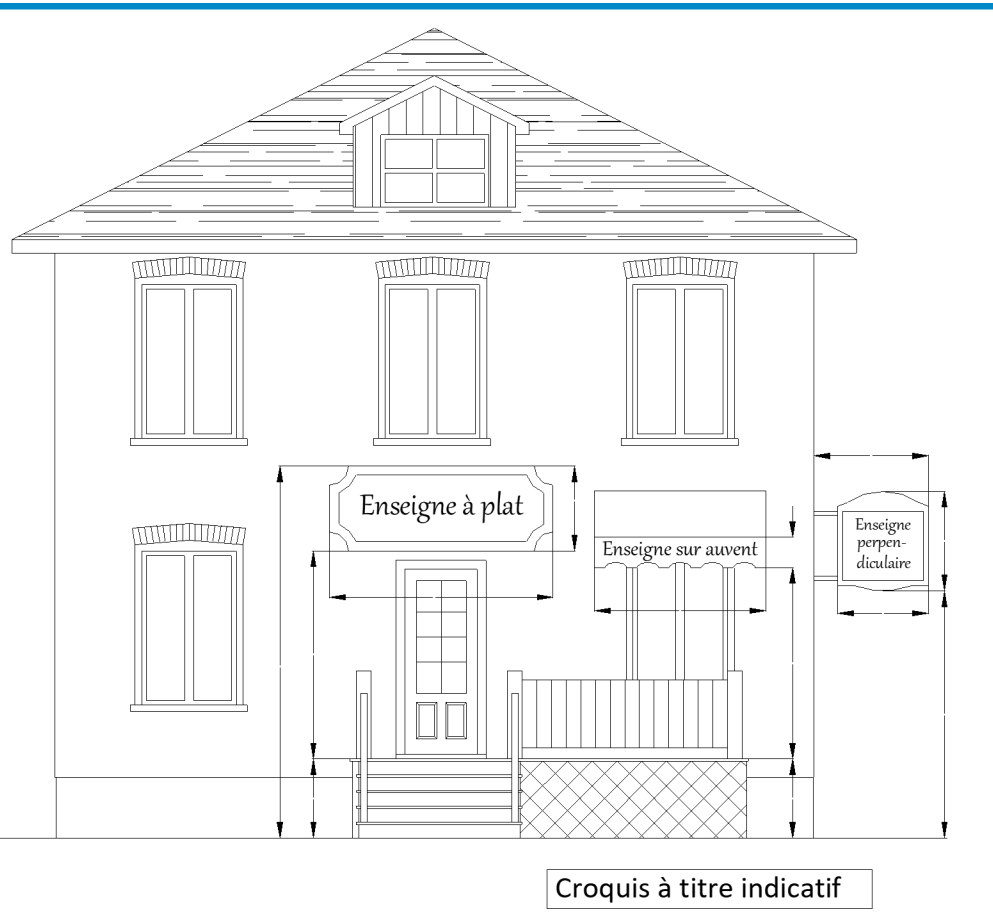 Enseigne à plat
Enseigne sur auvent
Enseigne
perpen-
diculaire
Croquis à titre indicatif